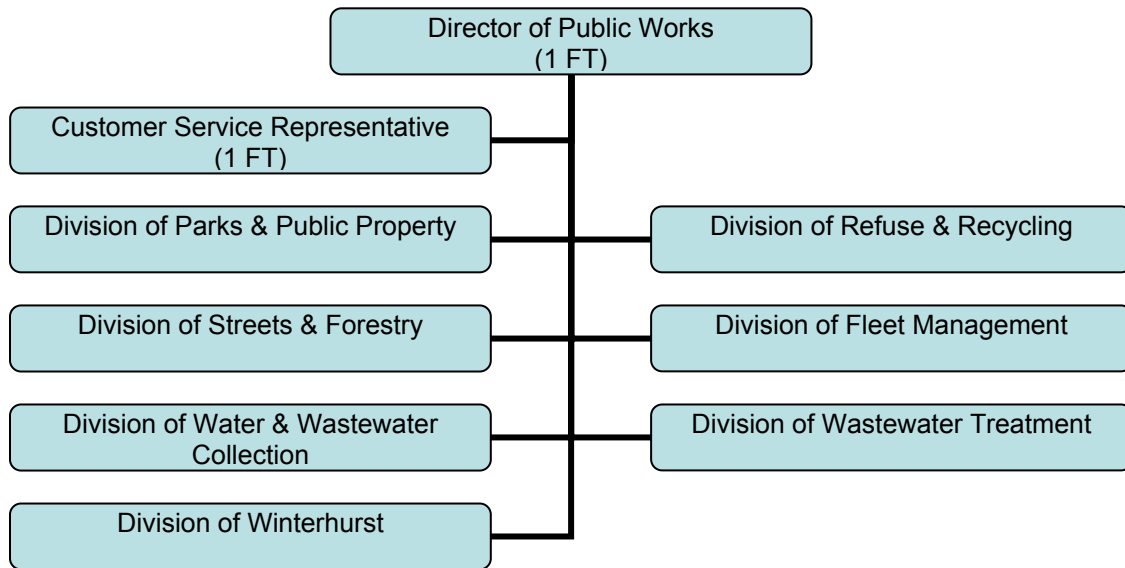 Director of Public Works
(1 FT)
Customer Service Representative
(1 FT)
Division of Parks & Public Property
Division of Refuse & Recycling
Division of Streets & Forestry
Division of Fleet Management
Division of Water & Wastewater
Collection
Division of Wastewater Treatment
Division of Winterhurst